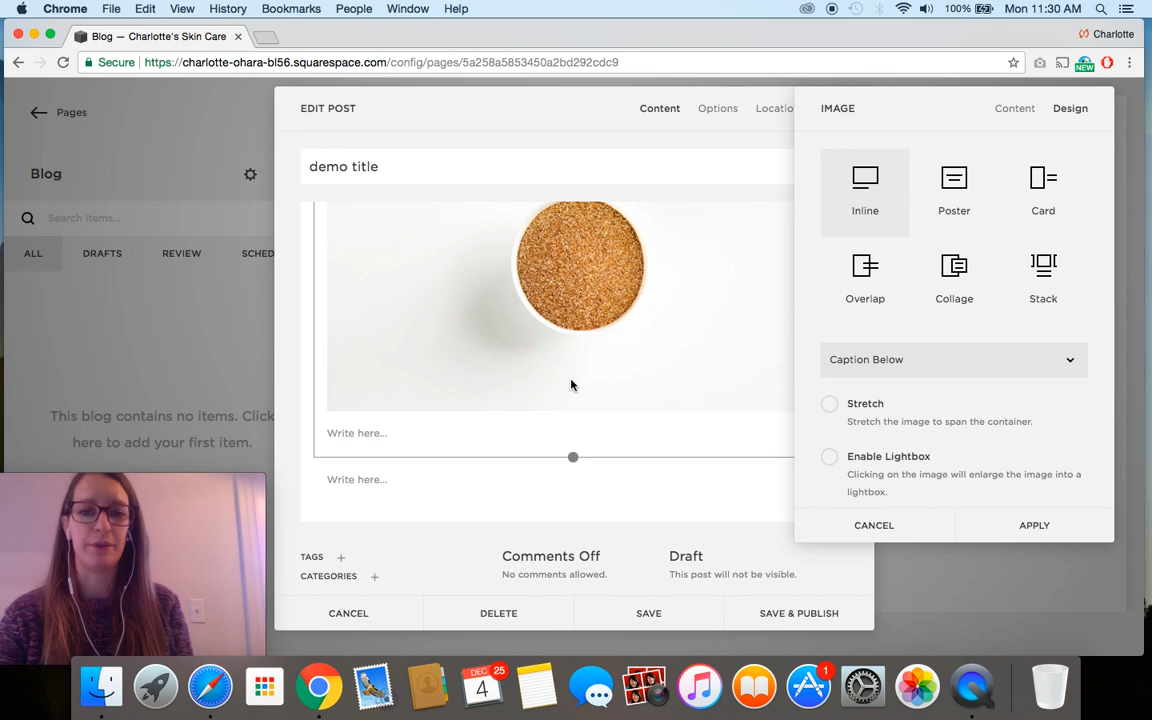 Chrome File Edit View History Bookmarks People Window Help 100% Mon 11:30 AM
Blog — Charlotte's Skin Care Charlotte
Secure https://charlotte-ohara-bl56.squarespace.com/config/pages/5a258a5853450a2bd292cdc9 NEW
Pages EDIT POST Content Options Locatio IMAGE Content Design
Blog demo title
Search items...
Inline Poster Card
ALL DRAFTS REVIEW SCHED
Overlap Collage Stack
Caption Below
This blog contains no items. Click
here to add your first item.
Write here...
Write here...
Stretch
Stretch the image to span the container.
Enable Lightbox
Clicking on the image will enlarge the image into a
lightbox.
CANCEL APPLY
TAGS + Comments Off Draft
CATEGORIES + No comments allowed. This post will not be visible.
CANCEL DELETE SAVE SAVE & PUBLISH
DEC 25
4
1